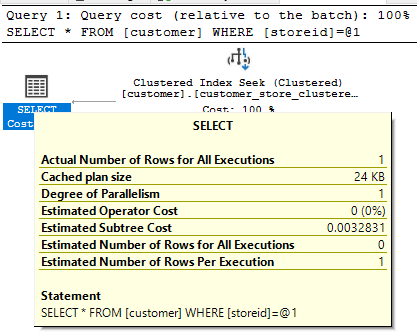 Query 1: Query cost (relative to the batch): 100%
SELECT * FROM [customer] WHERE [storeid]=@1
Clustered Index Seek (Clustered)
[customer].[customer_store_clustere…
Cost: 100 %
SELECT
Cost
SELECT
Actual Number of Rows for All Executions 1
Cached plan size 24 KB
Degree of Parallelism 1
Estimated Operator Cost 0 (0%)
Estimated Subtree Cost 0.0032831
Estimated Number of Rows for All Executions 0
Estimated Number of Rows Per Execution 1
Statement
SELECT * FROM [customer] WHERE [storeid]=@1